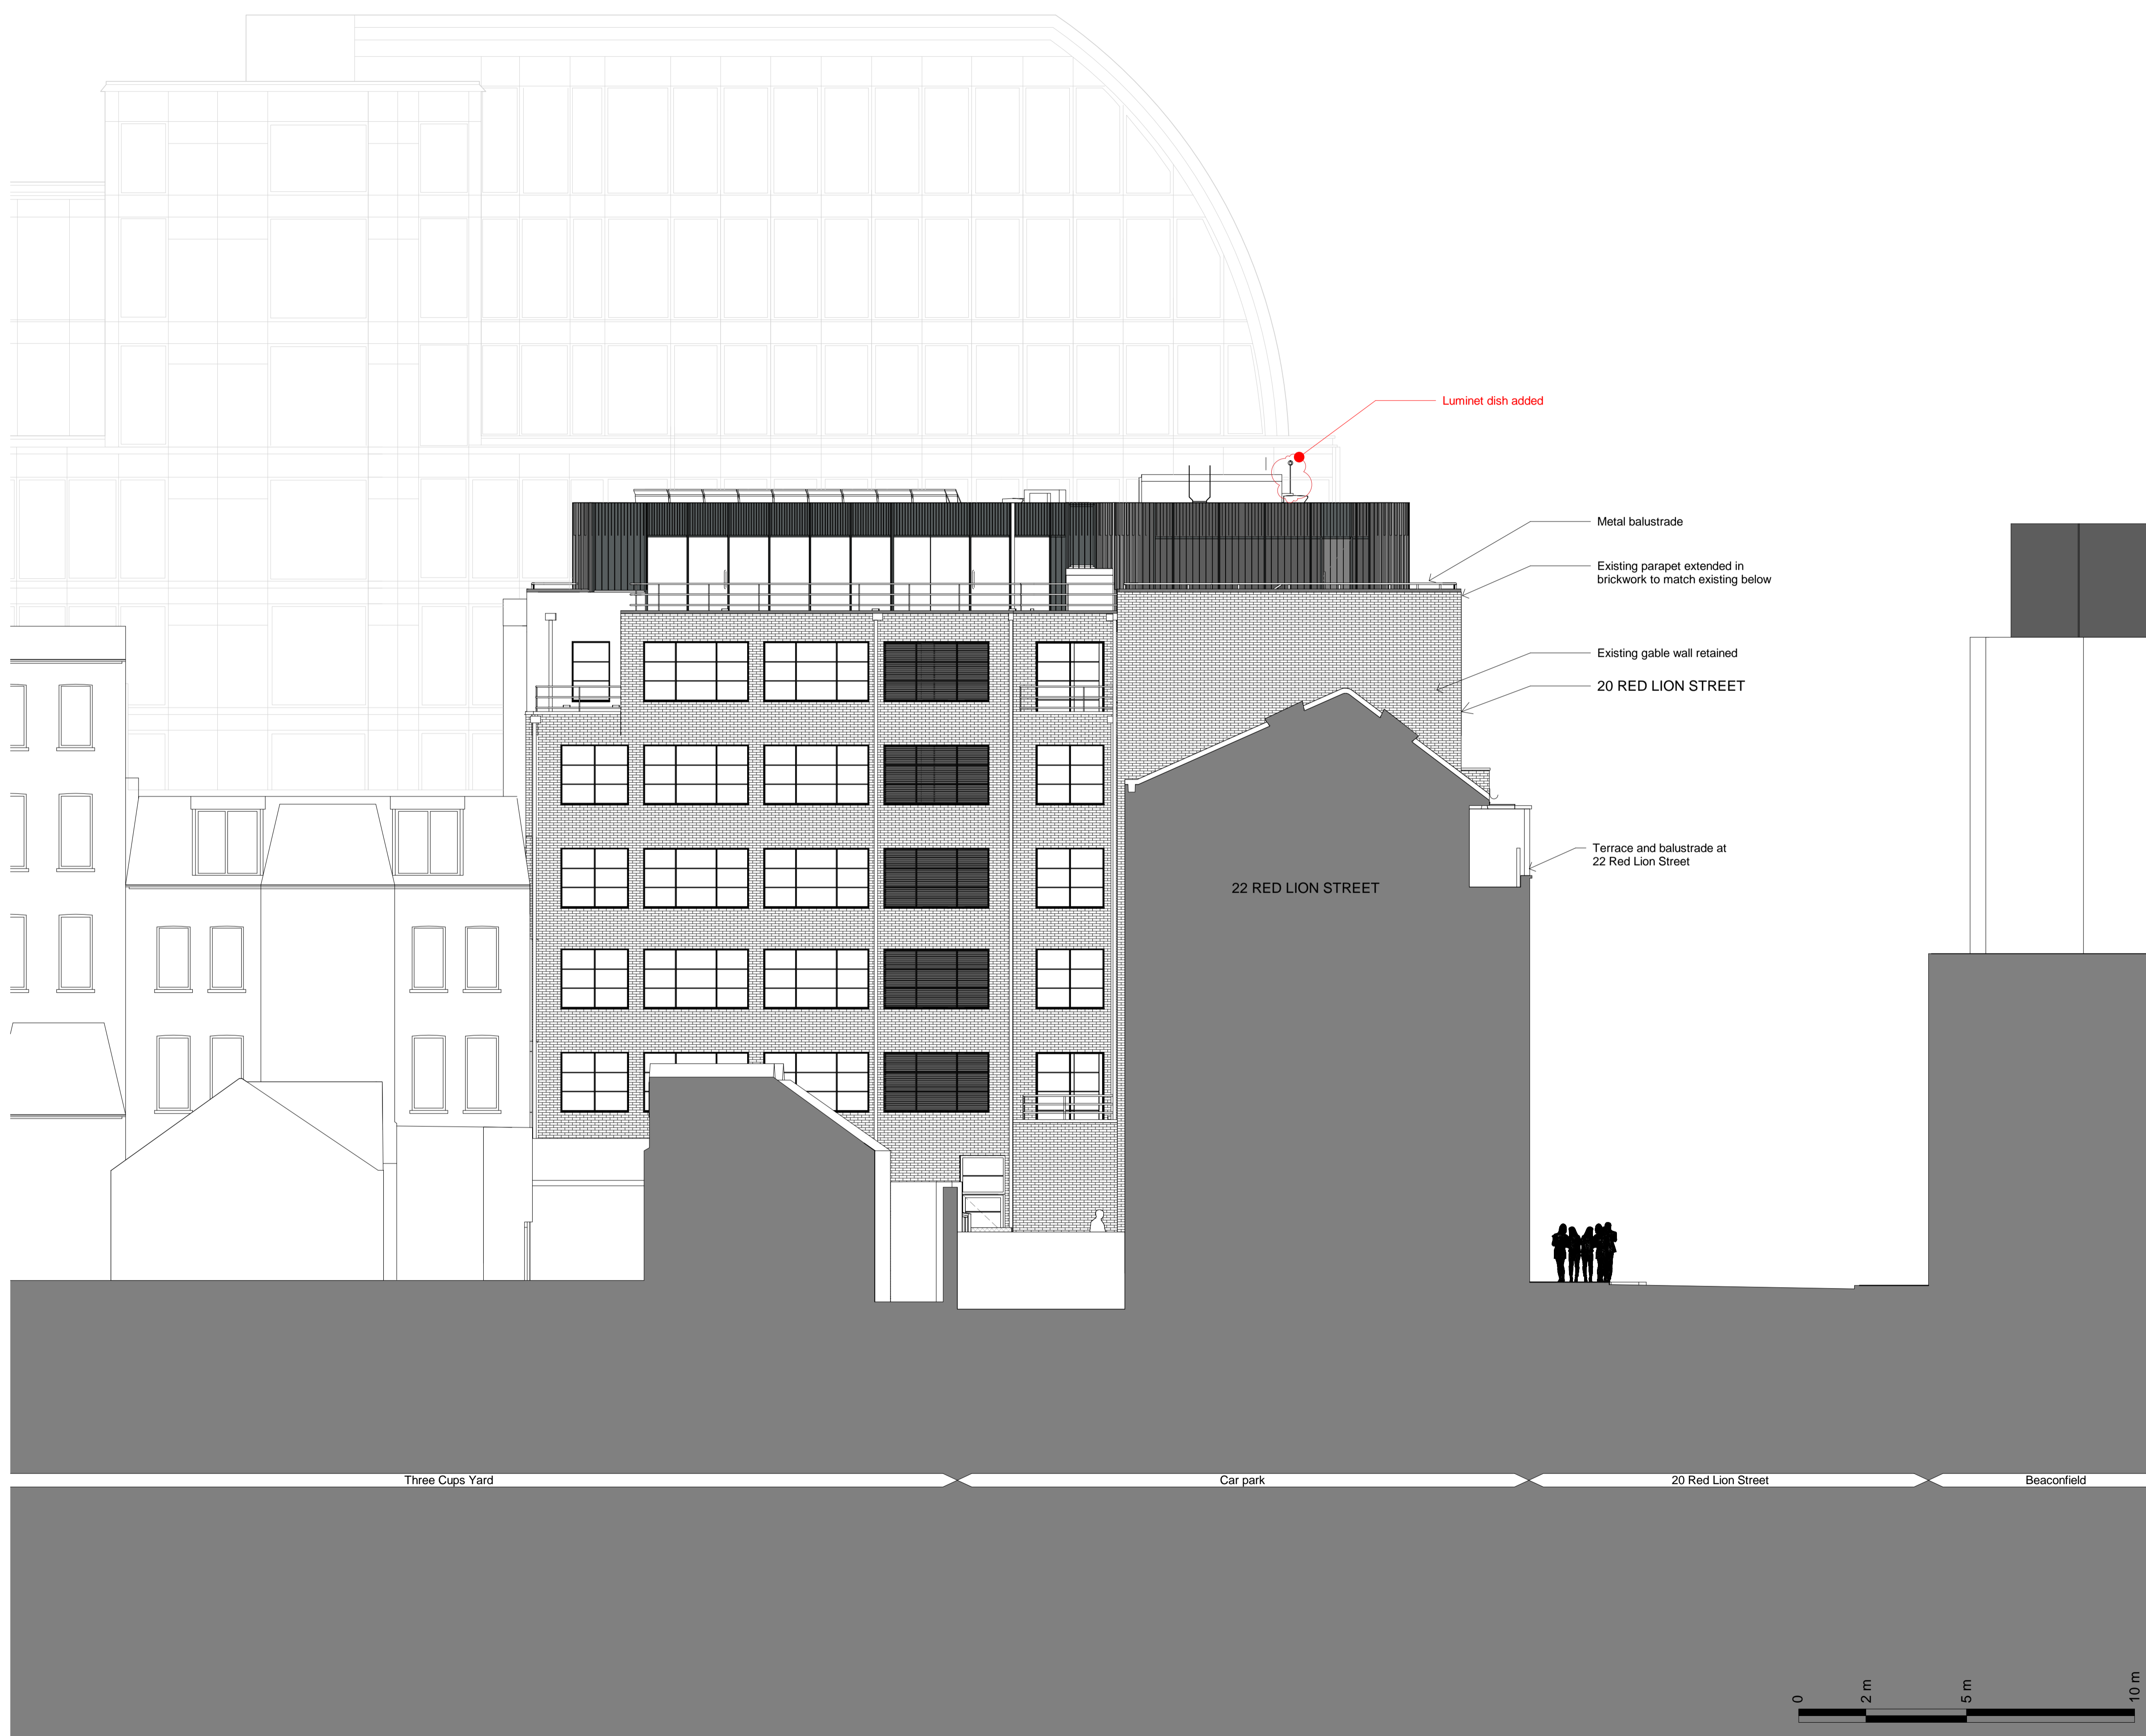 Luminet dish added
Metal balustrade
Existing parapet extended in
brickwork to match existing below
Existing gable wall retained
20 RED LION STREET
Terrace and balustrade at
22 Red Lion Street
22 RED LION STREET
Three Cups Yard
Car park
20 Red Lion Street
Beaconfield
0
2 m
5 m
10 m